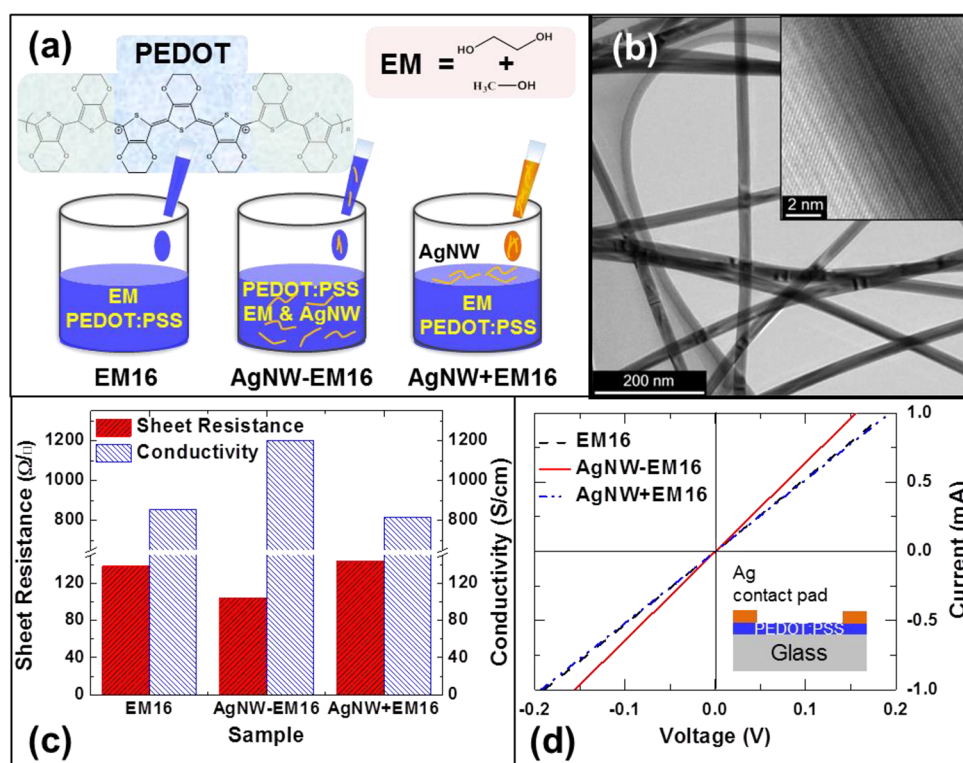 (a)
PEDOT
EM =
HO
OH
+
H₃C—OH
S
S
S
S
S
O
O
O
O
O
O
O
O
O
O
n
EM
PEDOT:PSS
EM16
PEDOT:PSS
EM & AgNW
AgNW-EM16
AgNW
EM
PEDOT:PSS
AgNW+EM16
(b)
2 nm
200 nm
(c)
Sheet Resistance
Conductivity
Sheet Resistance (Ω/□)
1200
1000
800
120
80
40
0
Conductivity (S/cm)
1200
1000
800
120
80
40
0
EM16
AgNW-EM16
AgNW+EM16
Sample
(d)
EM16
AgNW-EM16
AgNW+EM16
Ag
contact pad
PEDOT:PSS
Glass
Current (mA)
1.0
0.5
0.0
-0.5
-1.0
-0.2
-0.1
0.0
0.1
0.2
Voltage (V)